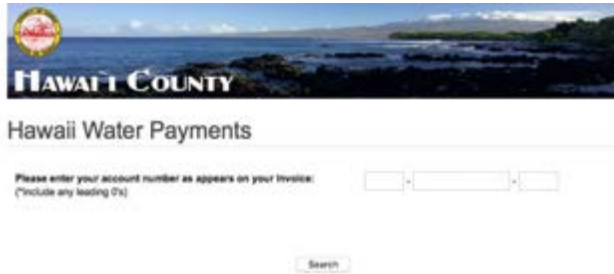 HAWAI`I COUNTY
Hawaii Water Payments
Please enter your account number as appears on your invoice:
(*Include any leading 0's)
- -
Search